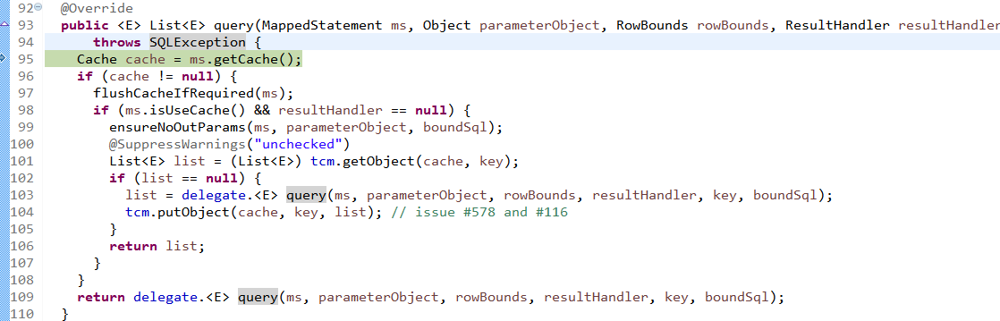 92 @Override
93 public <E> List<E> query(MappedStatement ms, Object parameterObject, RowBounds rowBounds, ResultHandler resultHandler
94 throws SQLException {
95 Cache cache = ms.getCache();
96 if (cache != null) {
97 flushCacheIfRequired(ms);
98 if (ms.isUseCache() && resultHandler == null) {
99 ensureNoOutParams(ms, parameterObject, boundSql);
100 @SuppressWarnings("unchecked")
101 List<E> list = (List<E>) tcm.getObject(cache, key);
102 if (list == null) {
103 list = delegate.<E> query(ms, parameterObject, rowBounds, resultHandler, key, boundSql);
104 tcm.putObject(cache, key, list); // issue #578 and #116
105 }
106 return list;
107 }
108 }
109 return delegate.<E> query(ms, parameterObject, rowBounds, resultHandler, key, boundSql);
110 }